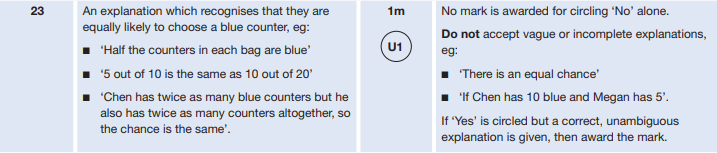 23
An explanation which recognises that they are
equally likely to choose a blue counter, eg:
■ ‘Half the counters in each bag are blue’
■ ‘5 out of 10 is the same as 10 out of 20’
■ ‘Chen has twice as many blue counters but he
also has twice as many counters altogether, so
the chance is the same’.
1m
U1
No mark is awarded for circling ‘No’ alone.
Do not accept vague or incomplete explanations,
eg:
■ ‘There is an equal chance’
■ ‘If Chen has 10 blue and Megan has 5’.
If ‘Yes’ is circled but a correct, unambiguous
explanation is given, then award the mark.